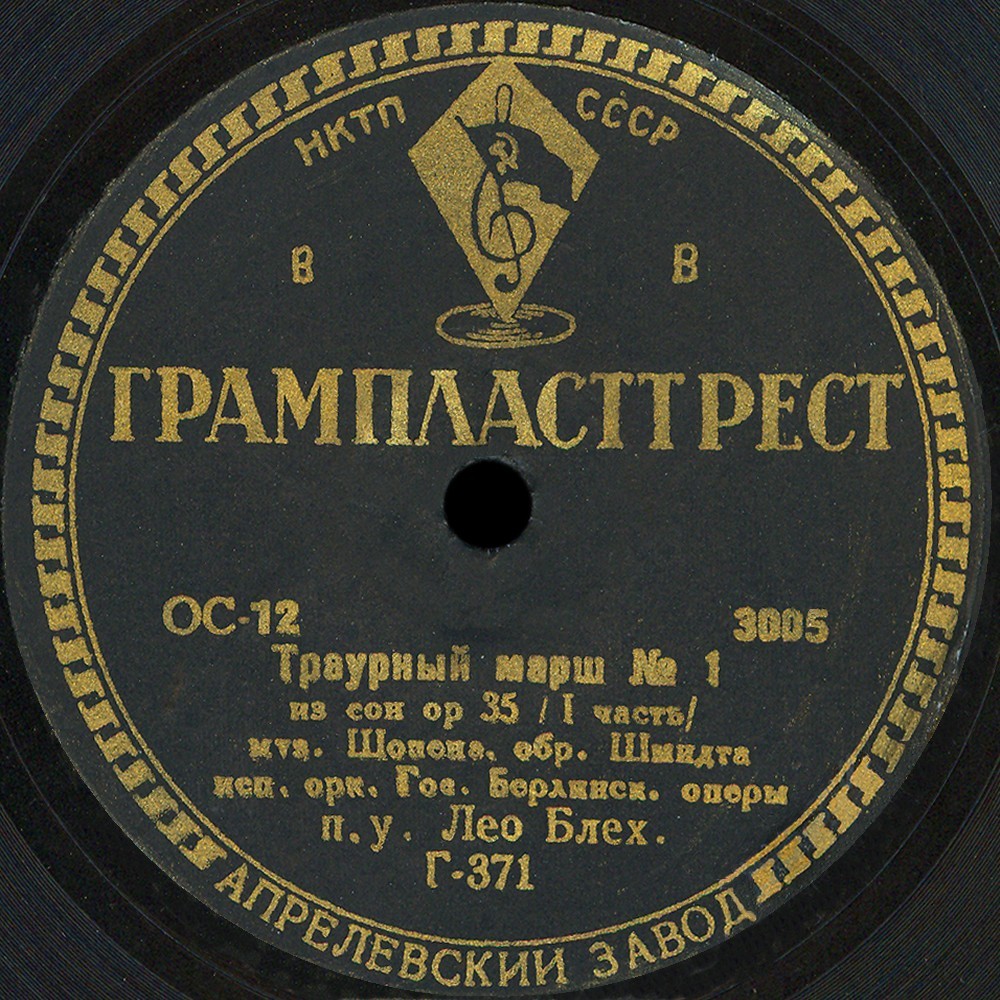 НКТП СССР
В В
ГРАМПЛАСТТРЕСТ
ОС-12 3005
Траурный марш № 1
из сон ор 35 /I часть/
муз. Шопена. обр. Шмидта
исп. орк. Гос. Берлинск. оперы
п.у. Лео Блех.
Г-371
АПРЕЛЕВСКИЙ ЗАВОД